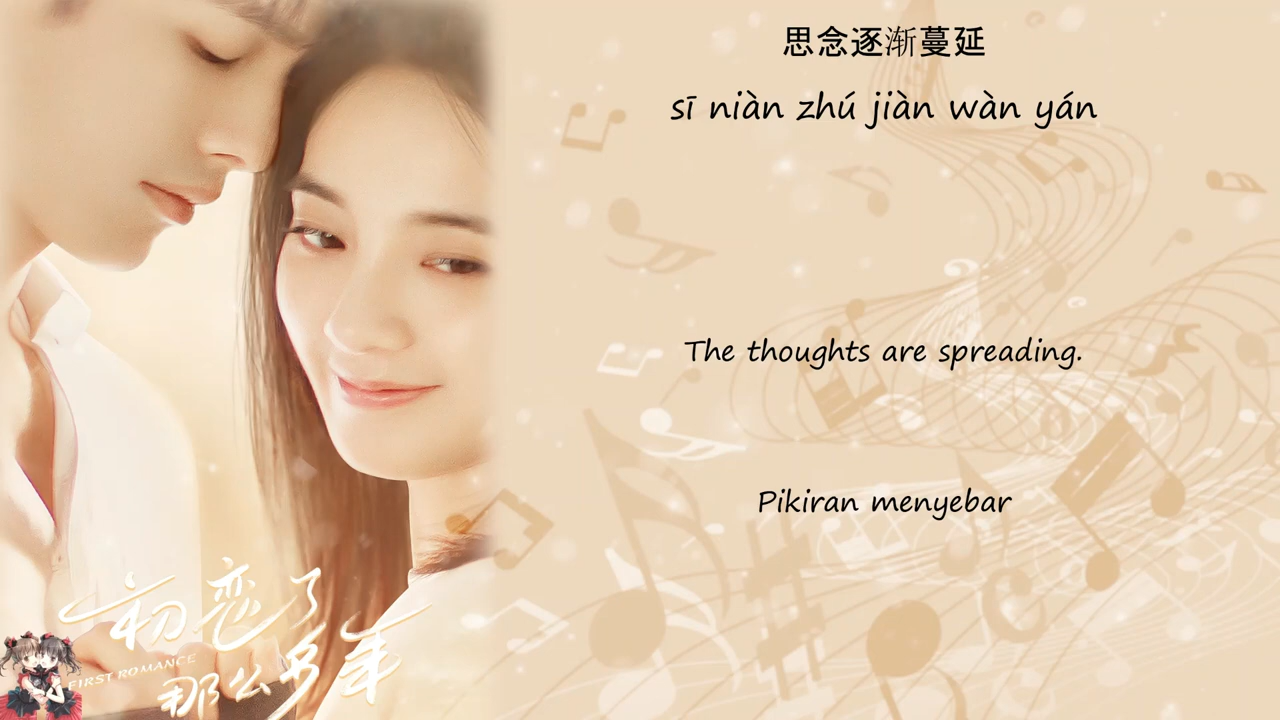 思念逐渐蔓延
sī niàn zhú jiàn wàn yán
The thoughts are spreading.
Pikiran menyebar
初恋了
FIRST ROMANCE
那么多年